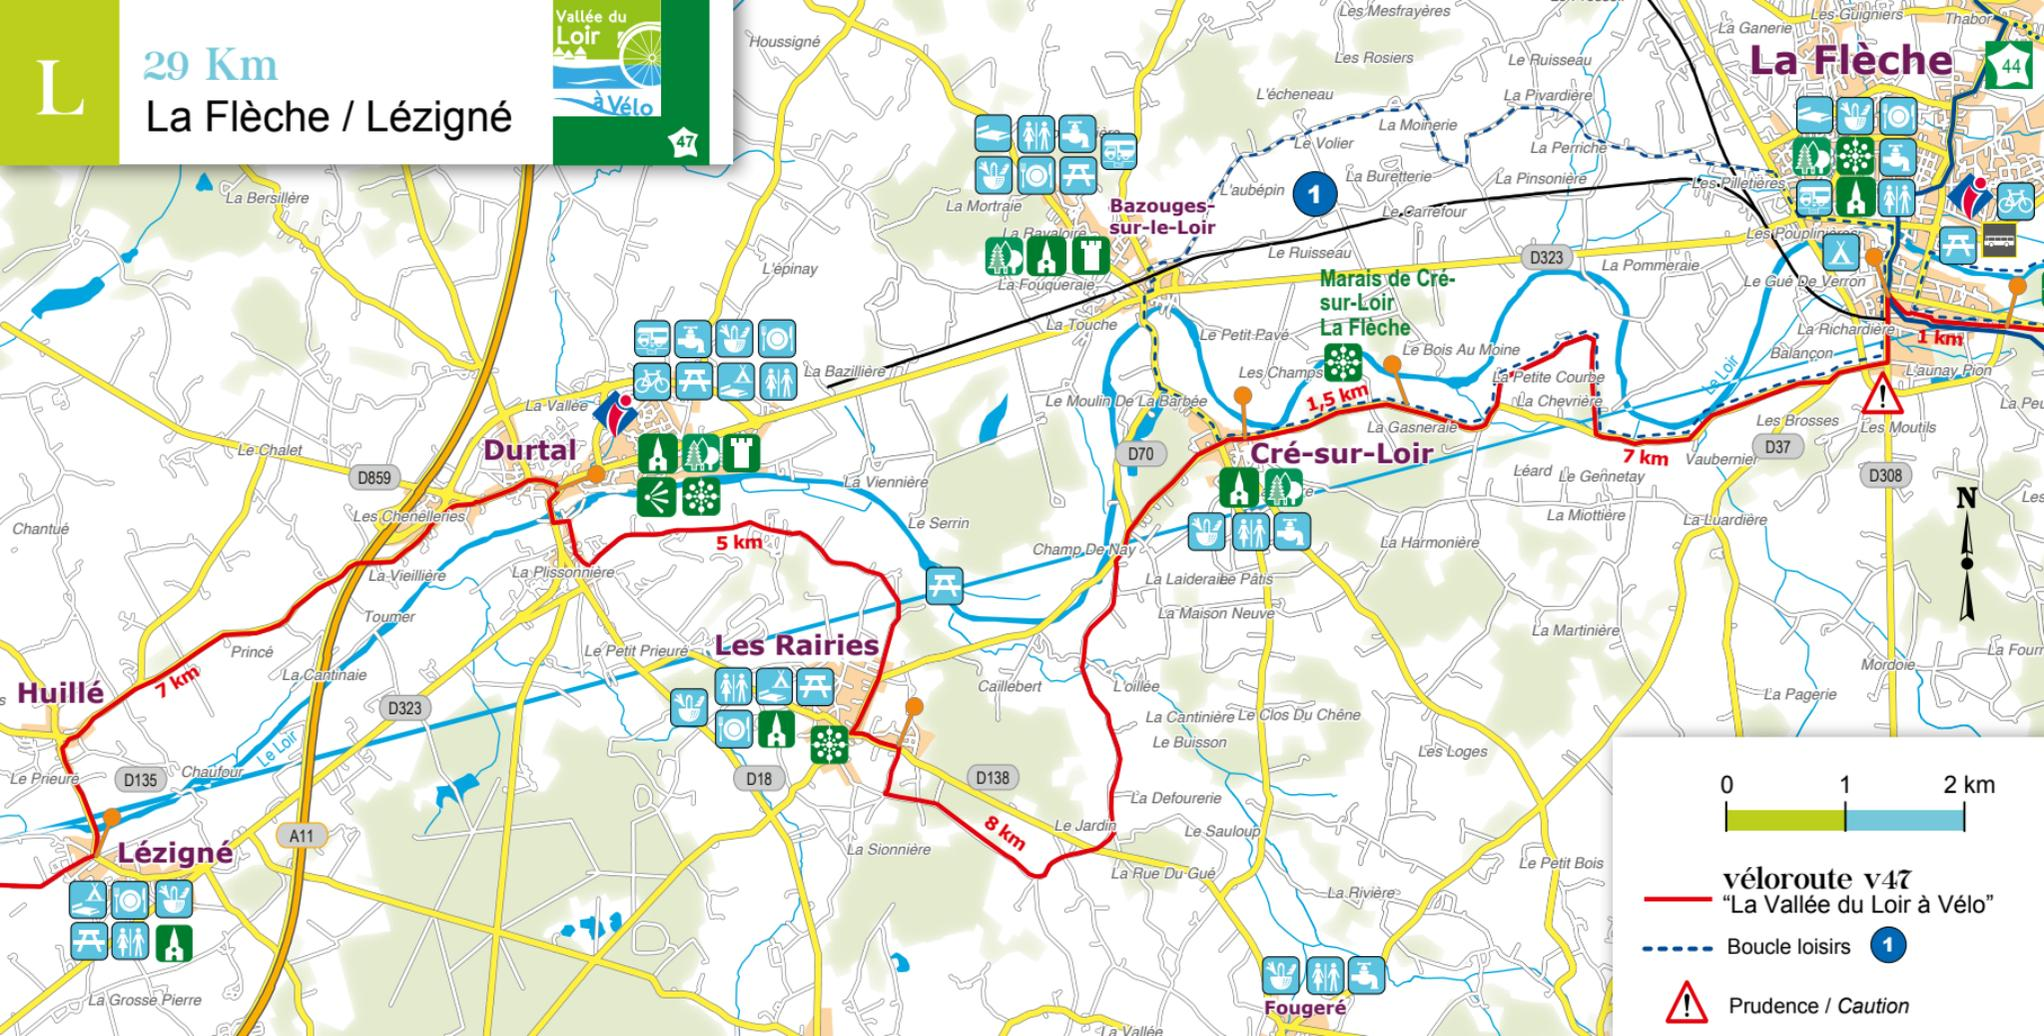 L
29 Km
La Flèche / Lézigné
Vallée du
Loir
à Vélo
47
Houssigné
Les Mesfrayères
Les Guigniers
Thabor
La Ganerie
La Flèche
44
Les Rosiers
Le Ruisseau
L'écheneau
La Pivardière
La Moinerie
Le Volier
La Perriche
La Buretterie
La Pinsonière
Les Pilletières
L'aubépin
1
La Bersillère
La Mortraie
Bazouges-
sur-le-Loir
Le Carrefour
La Ravaloire
Les Pouplinières
Le Ruisseau
D323
La Pommeraie
L'épinay
La Fouqueraie
Marais de Cré-
sur-Loir
La Flèche
Le Gué De Verron
La Touche
Le Petit Pavé
La Richardière
1 km
Le Bois Au Moine
Balançon
La Bazillière
Les Champs
La Petite Courbe
Le Loir
L'aunay Pion
La Vallée
Le Moulin De La Barbée
1,5 km
La Chevrière
La Gasneraie
Les Brosses
Les Moutils
Durtal
Le Chalet
D70
Cré-sur-Loir
7 km
Vaubernier
D37
D859
La Viennière
Léard
Le Gennetay
D308
N
Les Chenelleries
Chantué
Le Serrin
La Miottière
La Luardière
5 km
Champ De Nay
La Harmonière
La Vieillière
La Plissonnière
La Laideraie
Le Pâtis
Toumer
La Maison Neuve
La Martinière
Princé
Le Petit Prieuré
Les Rairies
La Cantinaie
Mordoie
La Fourn
Huillé
7 km
Caillebert
L'oillée
La Pagerie
D323
La Cantinière
Le Clos Du Chêne
Le Buisson
Les Loges
Le Loir
Le Prieuré
D135
Chaufour
D18
D138
0
1
2 km
La Defourerie
Lézigné
A11
8 km
Le Jardin
Le Sauloup
La Sionnière
La Rue Du Gué
Le Petit Bois
La Rivière
véloroute v47
“La Vallée du Loir à Vélo”
Boucle loisirs
1
La Grosse Pierre
Fougeré
Prudence / Caution
La Vallée